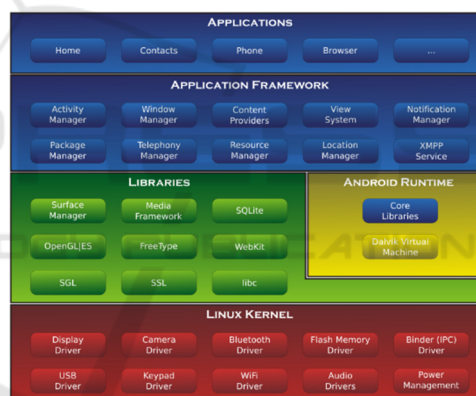 APPLICATIONS
Home Contacts Phone Browser ...
APPLICATION FRAMEWORK
Activity Manager Window Manager Content Providers View System Notification Manager
Package Manager Telephony Manager Resource Manager Location Manager XMPP Service
LIBRARIES
Surface Manager Media Framework SQLite
OpenGL|ES FreeType WebKit
SGL SSL libc
ANDROID RUNTIME
Core Libraries
Dalvik Virtual Machine
LINUX KERNEL
Display Driver Camera Driver Bluetooth Driver Flash Memory Driver Binder (IPC) Driver
USB Driver Keypad Driver WiFi Driver Audio Drivers Power Management